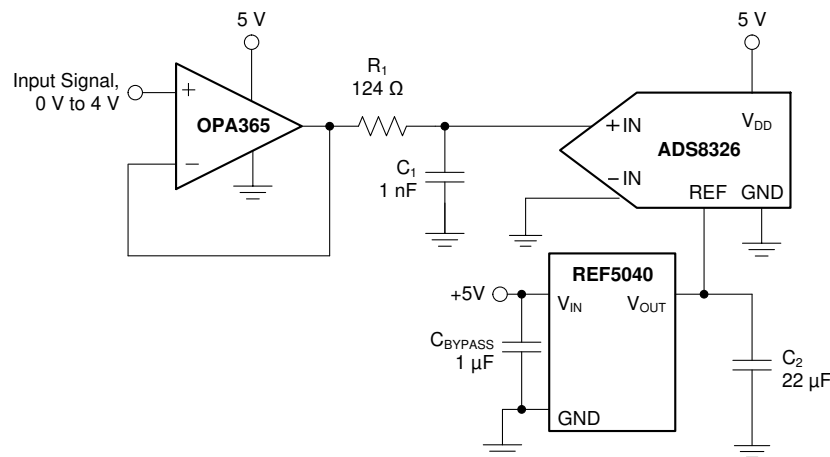 5 V
5 V
Input Signal,
0 V to 4 V
+
−
OPA365
R1
124 Ω
C1
1 nF
+IN
−IN
VDD
ADS8326
REF
GND
REF5040
+5V
VIN
VOUT
CBYPASS
1 µF
GND
C2
22 µF